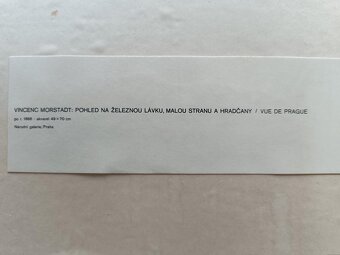 VINCENC MORSTADT: POHLED NA ŽELEZNOU LÁVKU, MALOU STRANU A HRADČANY / VUE DE PRAGUE
po r. 1868 - akvarel 49 × 70 cm
Národní galerie, Praha